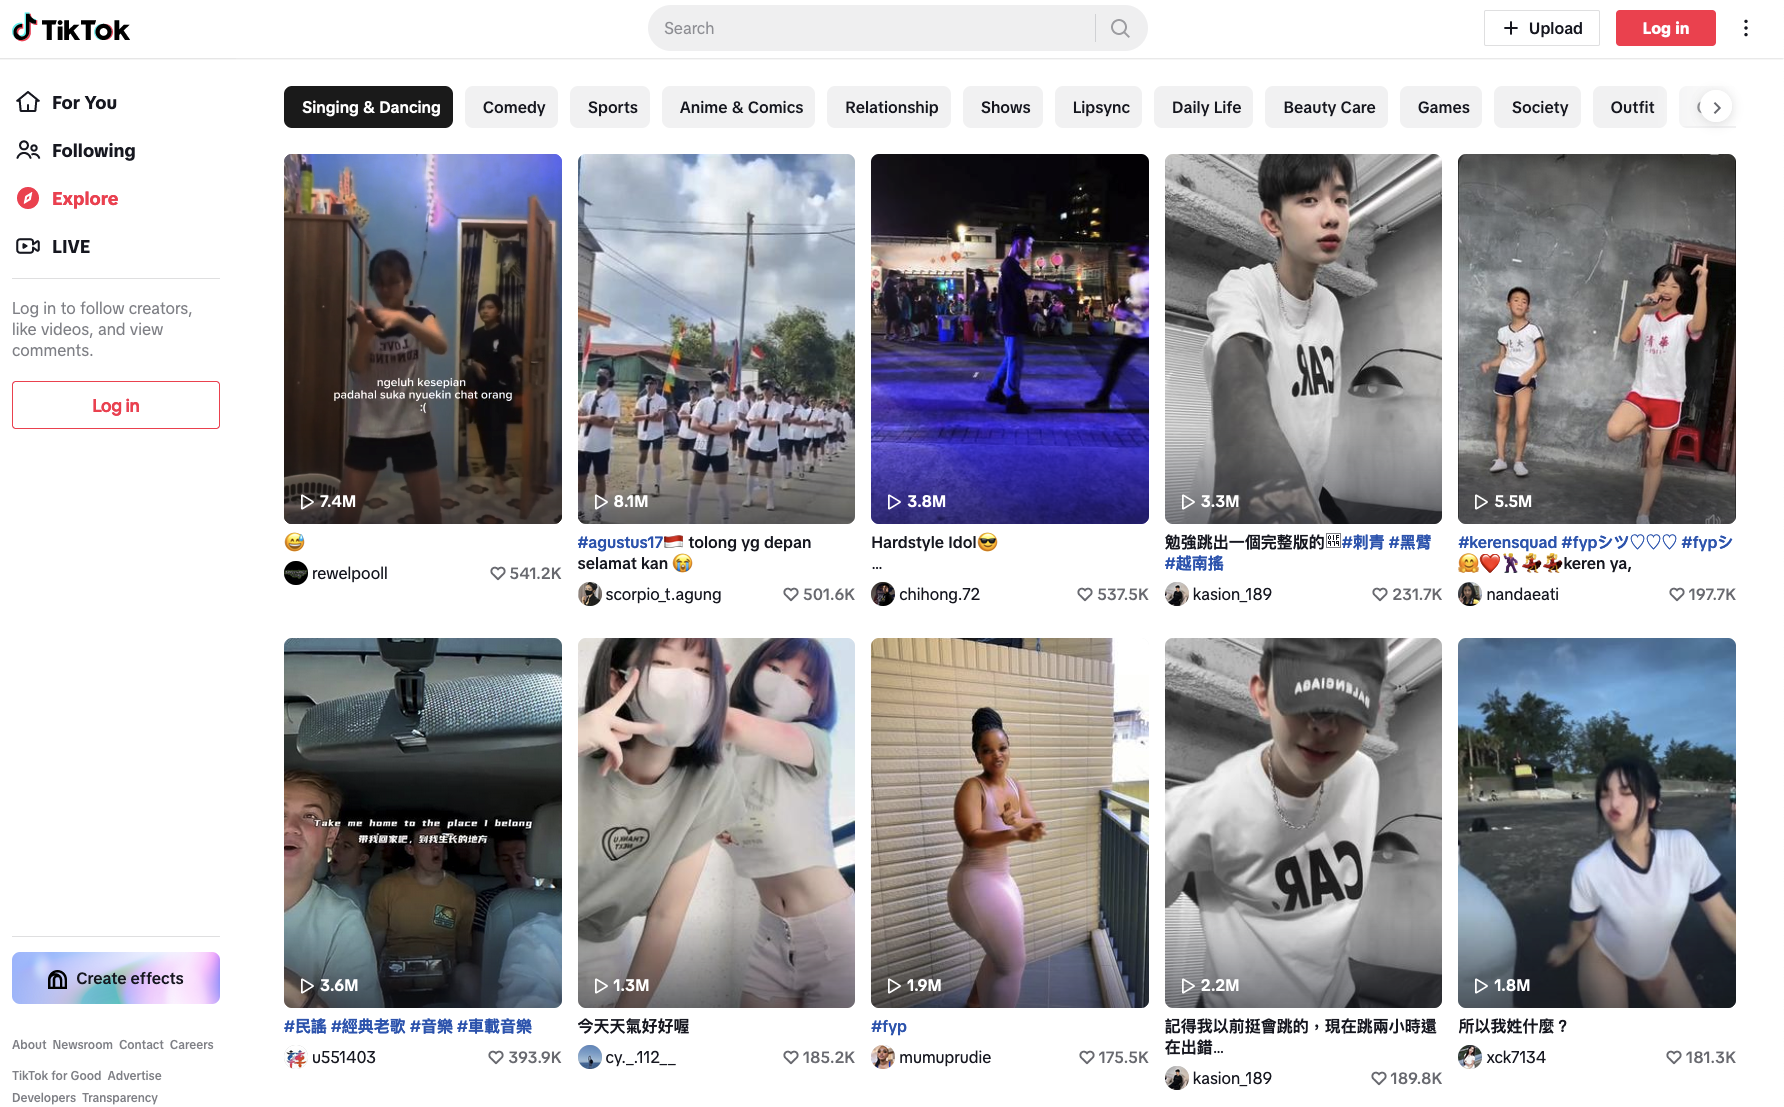 TikTok
Search
Upload
Log in
For You
Following
Explore
LIVE
Log in to follow creators,
like videos, and view
comments.
Log in
Create effects
About Newsroom Contact Careers
TikTok for Good Advertise
Developers Transparency
Singing & Dancing
Comedy
Sports
Anime & Comics
Relationship
Shows
Lipsync
Daily Life
Beauty Care
Games
Society
Outfit
ngeluh kesepian
padahal suka nyuekin chat orang
:(
7.4M
😅
rewelpooll
541.2K
8.1M
#agustus17🇮🇩 tolong yg depan
selamat kan 😭
scorpio_t.agung
501.6K
3.8M
Hardstyle Idol😎
...
chihong.72
537.5K
CAR.
3.3M
勉強跳出一個完整版的#刺青 #黑臂
#越南搖
kasion_189
231.7K
清華
5.5M
#kerensquad #fypシツ♡♡♡ #fypシ
🤗❤️🕺💃💃keren ya,
nandaeati
197.7K
Take me home to the place I belong
带我回家吧，到我生长的地方
3.6M
#民謠 #經典老歌 #音樂 #車載音樂
u551403
393.9K
1.3M
今天天氣好好喔
cy._.112__
185.2K
1.9M
#fyp
mumuprudie
175.5K
BALENCIAGA
CAR.
2.2M
記得我以前挺會跳的，現在跳兩小時還
在出錯...
kasion_189
189.8K
1.8M
所以我姓什麼？
xck7134
181.3K